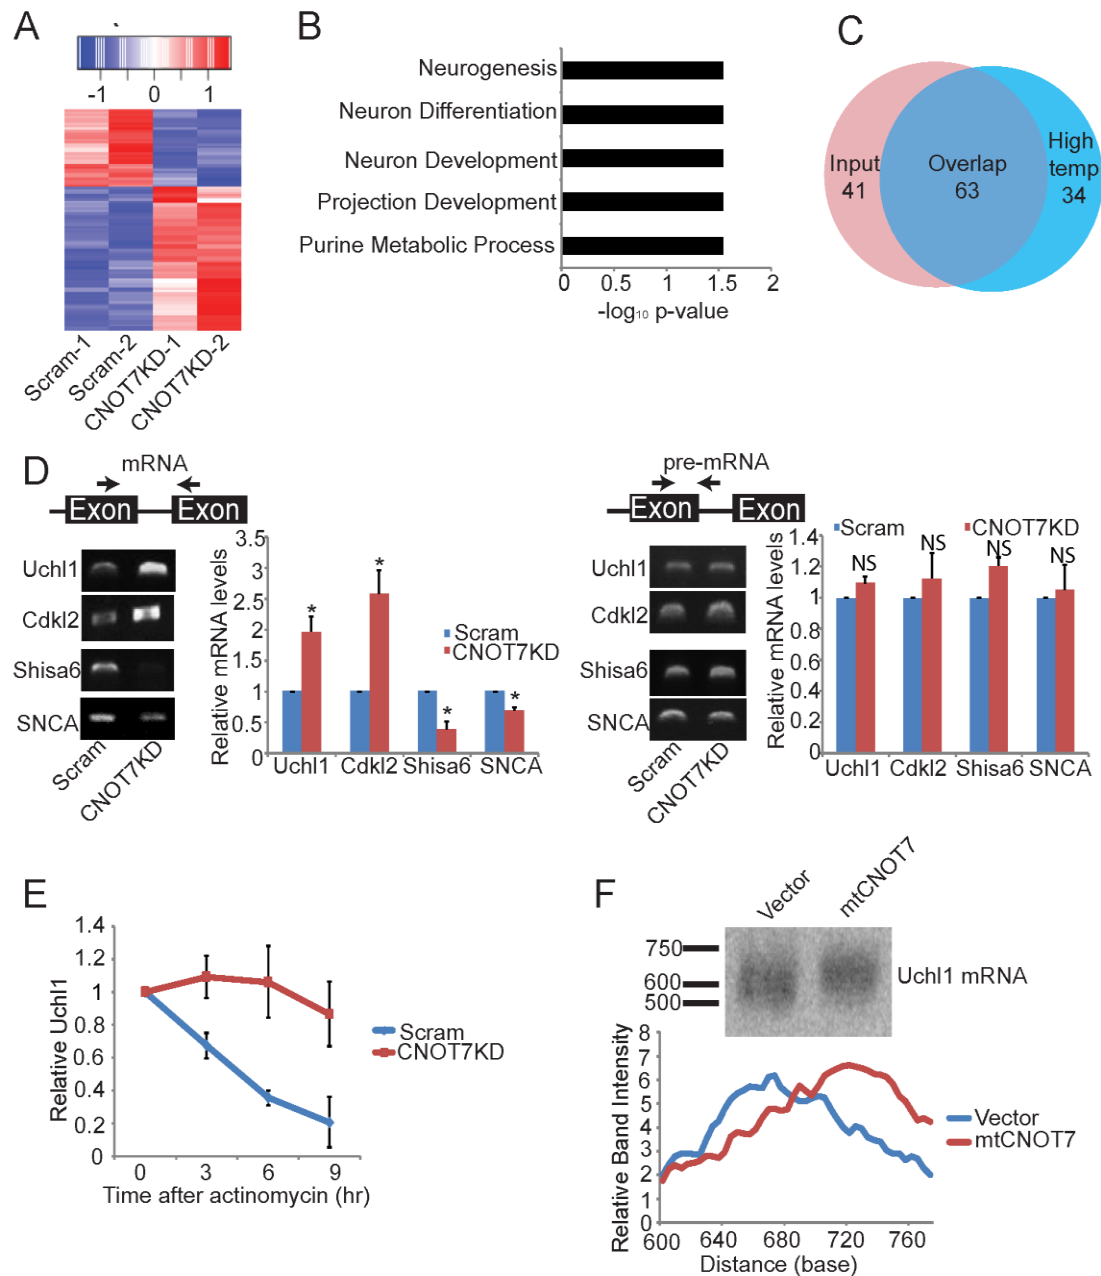 A
-1 0 1
Scram-1
Scram-2
CNOT7KD-1
CNOT7KD-2
B
Neurogenesis
Neuron Differentiation
Neuron Development
Projection Development
Purine Metabolic Process
0 0.5 1 1.5 2
-log₁₀ p-value
C
Input
41
Overlap
63
High
temp
34
D
mRNA
Exon Exon
Uchl1
Cdkl2
Shisa6
SNCA
Scram
CNOT7KD
Relative mRNA levels
3.5
3
2.5
2
1.5
1
0.5
0
* * * *
Scram
CNOT7KD
Uchl1 Cdkl2 Shisa6 SNCA
pre-mRNA
Exon Exon
Uchl1
Cdkl2
Shisa6
SNCA
Scram
CNOT7KD
Relative mRNA levels
1.4
1.2
1
0.8
0.6
0.4
0.2
0
Scram CNOT7KD
NS NS NS NS
Uchl1 Cdkl2 Shisa6 SNCA
E
Relative Uchl1
1.4
1.2
1
0.8
0.6
0.4
0.2
0
0 3 6 9
Time after actinomycin (hr)
Scram
CNOT7KD
F
Vector
mtCNOT7
750
600
500
Uchl1 mRNA
Relative Band Intensity
8
7
6
5
4
3
2
1
0
600 640 680 720 760
Distance (base)
Vector
mtCNOT7